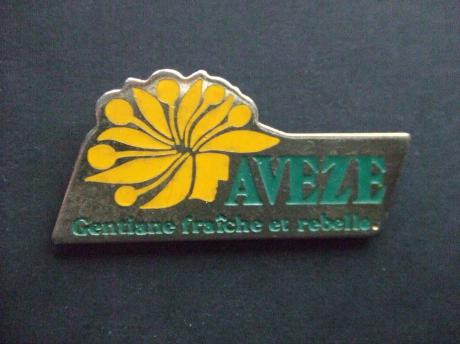 AVEZE
Gentiane fraîche et rebelle